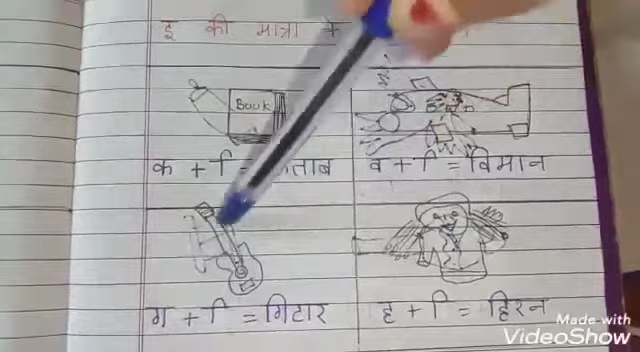 इ की मात्रा के
Book
क + ि = ताब
व + ि = विमान
ग + ि = गिटार
ह + ि = हिरन
Made with
VideoShow